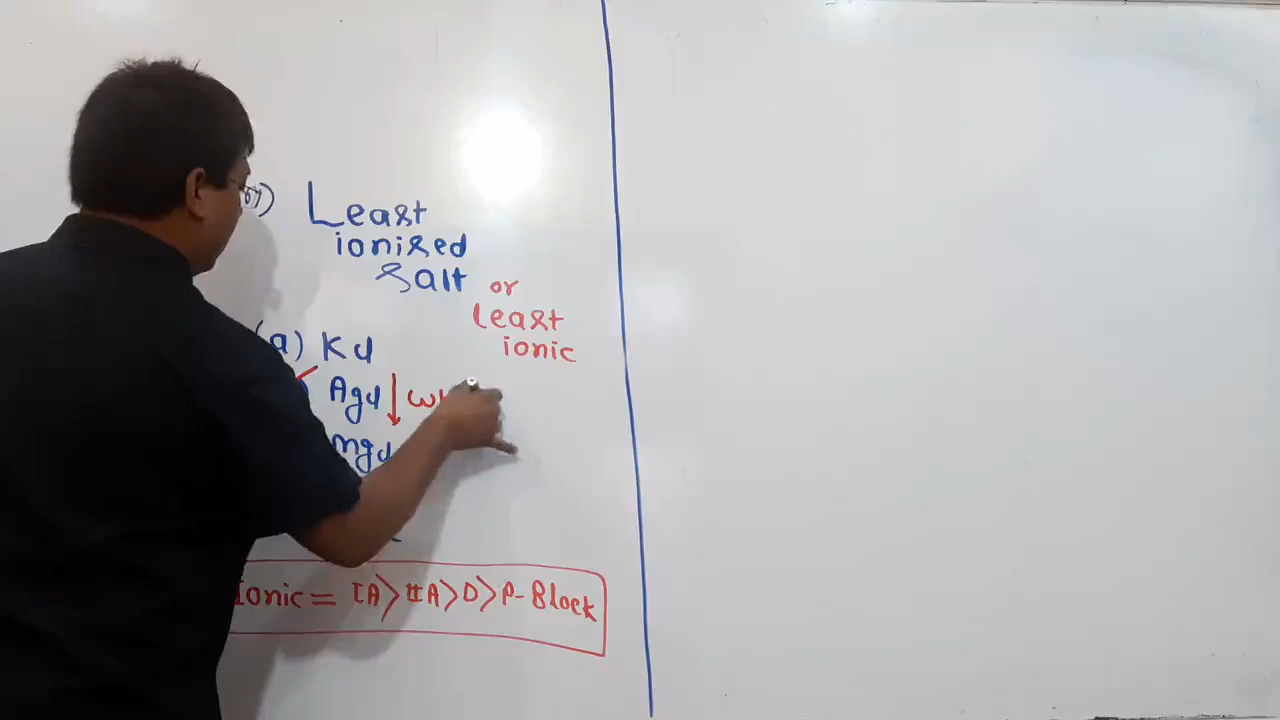 Least
ionized
salt
or
Least
ionic
(a) KCl
AgCl
MgCl
Ionic = IA > IIA > D > P-Block